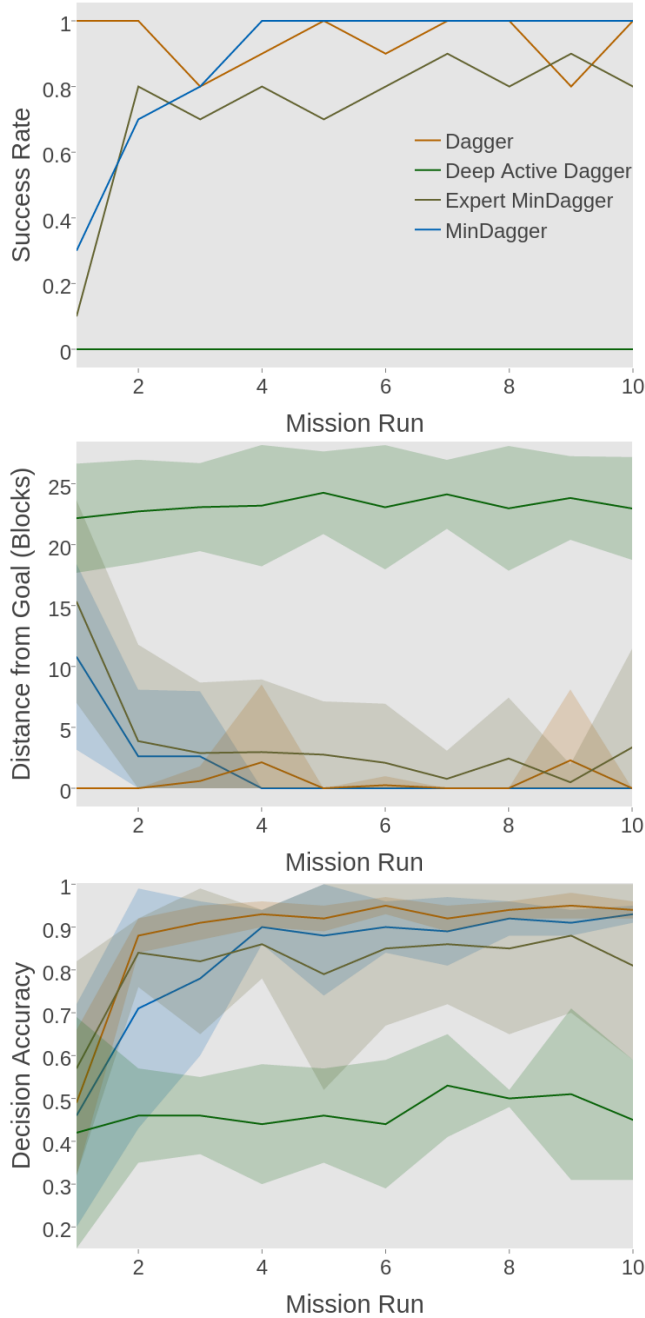 1
0.8
0.6
0.4
0.2
0
Success Rate
Dagger
Deep Active Dagger
Expert MinDagger
MinDagger
2 4 6 8 10
Mission Run
25
20
15
10
5
0
Distance from Goal (Blocks)
2 4 6 8 10
Mission Run
1
0.9
0.8
0.7
0.6
0.5
0.4
0.3
0.2
Decision Accuracy
2 4 6 8 10
Mission Run